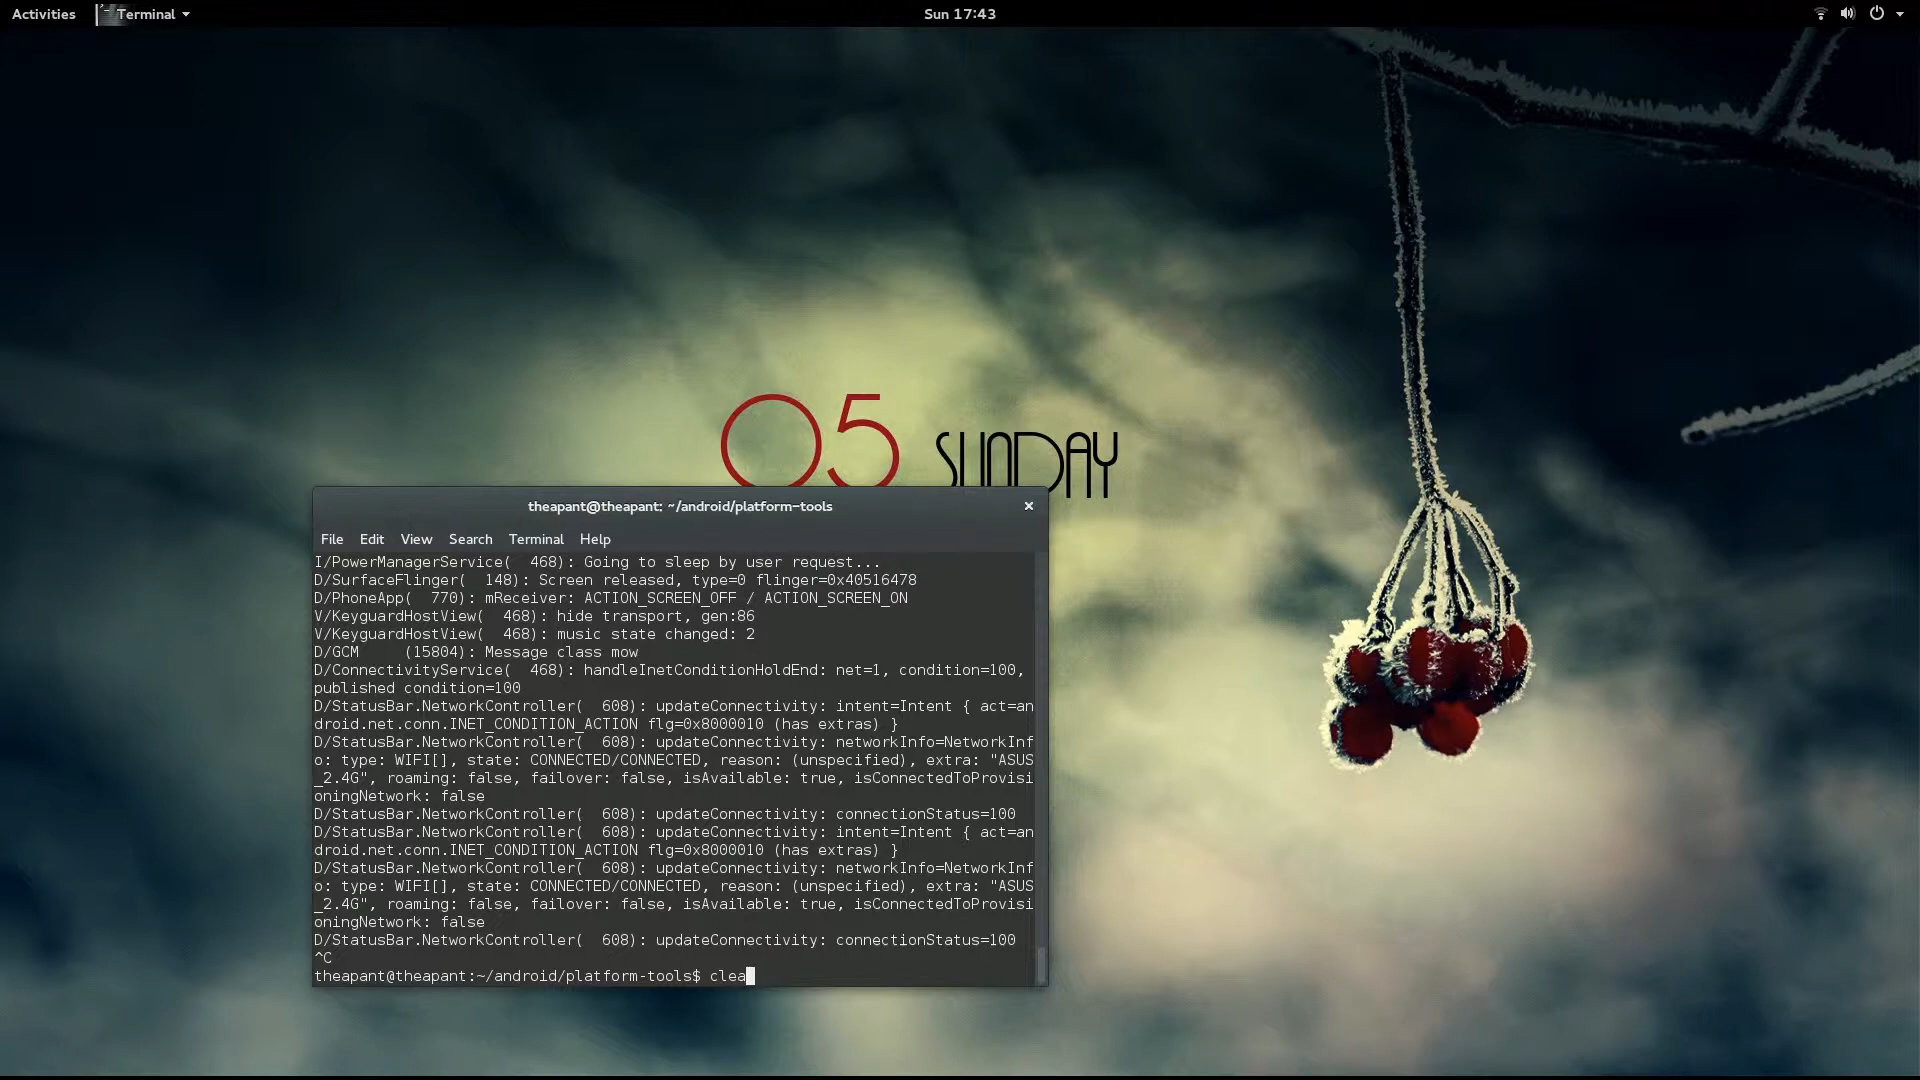 Activities
Terminal
Sun 17:43
05 SUNDAY
theapant@theapant: ~/android/platform-tools
File Edit View Search Terminal Help
I/PowerManagerService(  468): Going to sleep by user request...
D/SurfaceFlinger(  148): Screen released, type=0 flinger=0x40516478
D/PhoneApp(  770): mReceiver: ACTION_SCREEN_OFF / ACTION_SCREEN_ON
V/KeyguardHostView(  468): hide transport, gen:86
V/KeyguardHostView(  468): music state changed: 2
D/GCM     (15804): Message class mow
D/ConnectivityService(  468): handleInetConditionHoldEnd: net=1, condition=100,
published condition=100
D/StatusBar.NetworkController(  608): updateConnectivity: intent=Intent { act=an
droid.net.conn.INET_CONDITION_ACTION flg=0x8000010 (has extras) }
D/StatusBar.NetworkController(  608): updateConnectivity: networkInfo=NetworkInf
o: type: WIFI[], state: CONNECTED/CONNECTED, reason: (unspecified), extra: "ASUS
_2.4G", roaming: false, failover: false, isAvailable: true, isConnectedToProvisi
oningNetwork: false
D/StatusBar.NetworkController(  608): updateConnectivity: connectionStatus=100
D/StatusBar.NetworkController(  608): updateConnectivity: intent=Intent { act=an
droid.net.conn.INET_CONDITION_ACTION flg=0x8000010 (has extras) }
D/StatusBar.NetworkController(  608): updateConnectivity: networkInfo=NetworkInf
o: type: WIFI[], state: CONNECTED/CONNECTED, reason: (unspecified), extra: "ASUS
_2.4G", roaming: false, failover: false, isAvailable: true, isConnectedToProvisi
oningNetwork: false
D/StatusBar.NetworkController(  608): updateConnectivity: connectionStatus=100
^C
theapant@theapant:~/android/platform-tools$ clea